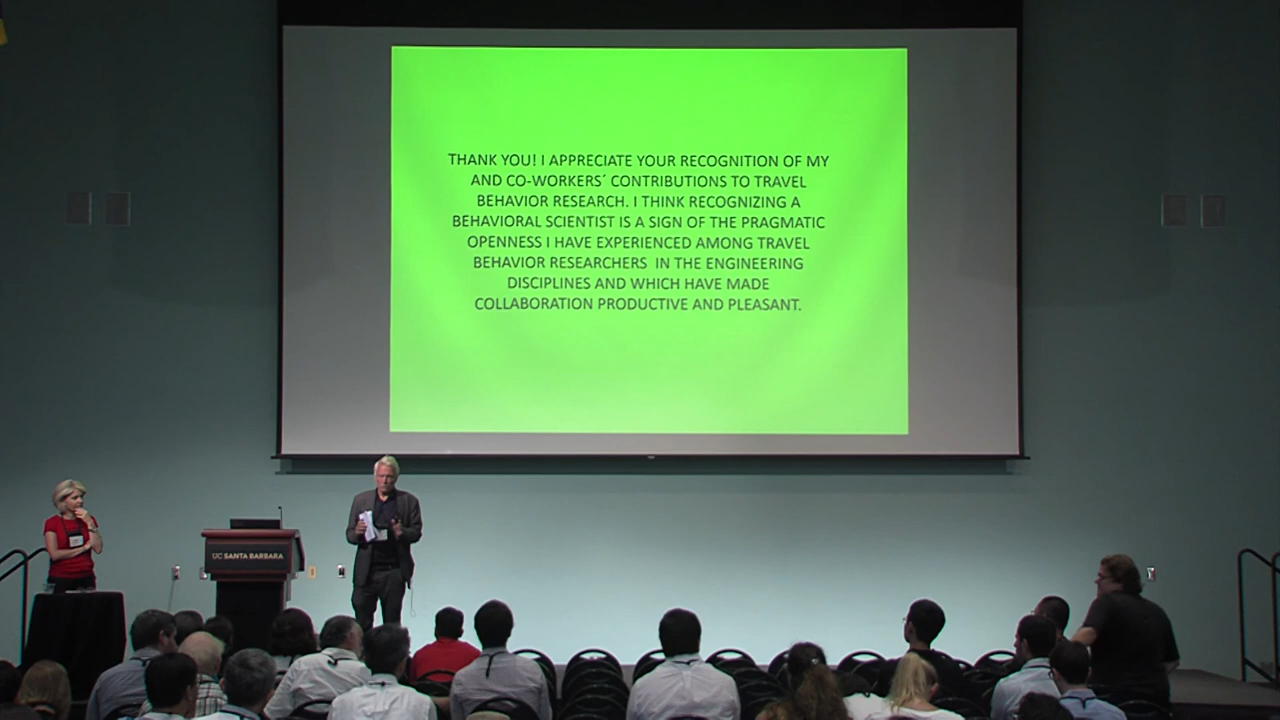 THANK YOU! I APPRECIATE YOUR RECOGNITION OF MY
AND CO-WORKERS´ CONTRIBUTIONS TO TRAVEL
BEHAVIOR RESEARCH. I THINK RECOGNIZING A
BEHAVIORAL SCIENTIST IS A SIGN OF THE PRAGMATIC
OPENNESS I HAVE EXPERIENCED AMONG TRAVEL
BEHAVIOR RESEARCHERS  IN THE ENGINEERING
DISCIPLINES AND WHICH HAVE MADE
COLLABORATION PRODUCTIVE AND PLEASANT.
UC SANTA BARBARA